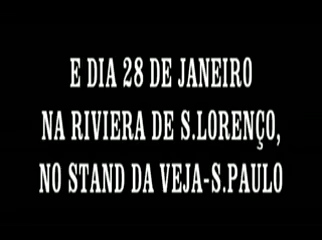 E DIA 28 DE JANEIRO
NA RIVIERA DE S.LORENÇO,
NO STAND DA VEJA-S.PAULO